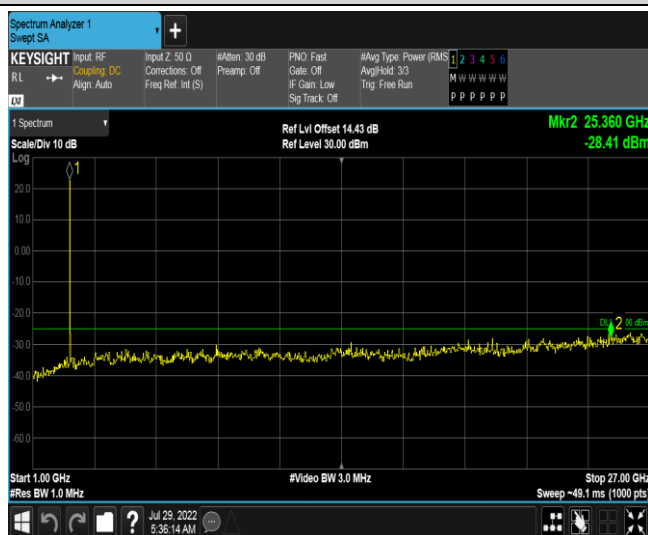 Spectrum Analyzer 1
Swept SA
+
KEYSIGHT
RL
LXI
Input: RF
Coupling: DC
Align: Auto
Input Z: 50 Ω
Corrections: Off
Freq Ref: Int (S)
#Atten: 30 dB
Preamp: Off
PNO: Fast
Gate: Off
IF Gain: Low
Sig Track: Off
#Avg Type: Power (RMS
Avg|Hold: 3/3
Trig: Free Run
1 2 3 4 5 6
M W W W W W
P P P P P P
1 Spectrum
Scale/Div 10 dB
Log
Ref Lvl Offset 14.43 dB
Ref Level 30.00 dBm
Mkr2 25.360 GHz
-28.41 dBm
1
20.0
10.0
0.00
-10.0
-20.0
DL1 2 00 dBm
-30.0
-40.0
-50.0
-60.0
Start 1.00 GHz
#Res BW 1.0 MHz
#Video BW 3.0 MHz
Stop 27.00 GHz
Sweep ~49.1 ms (1000 pts)
?
Jul 29, 2022
5:36:14 AM